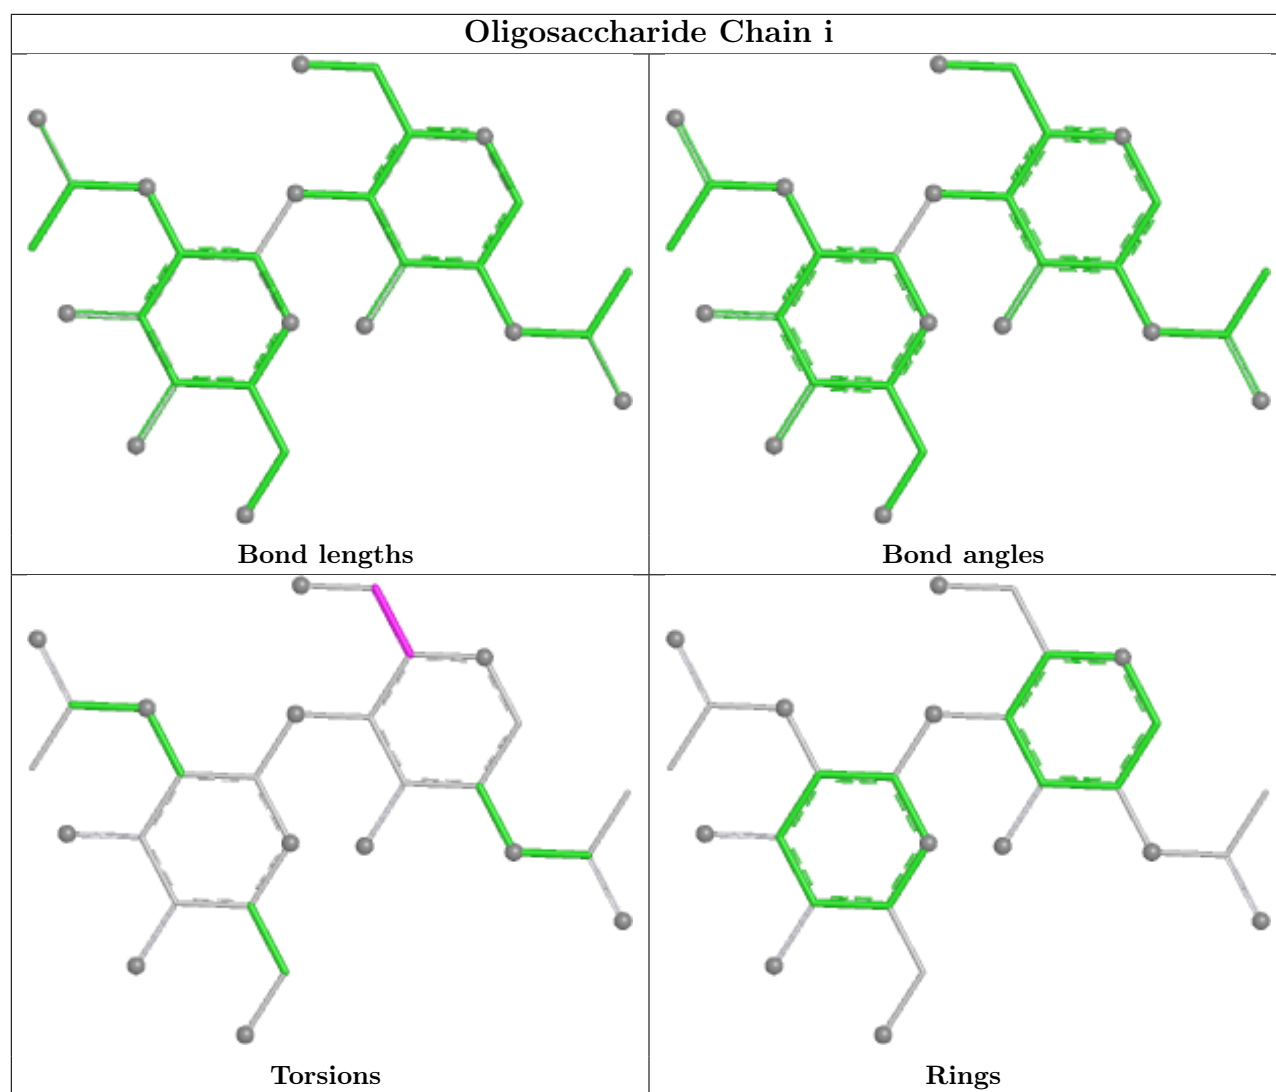 Oligosaccharide Chain i
Bond lengths
Bond angles
Torsions
Rings